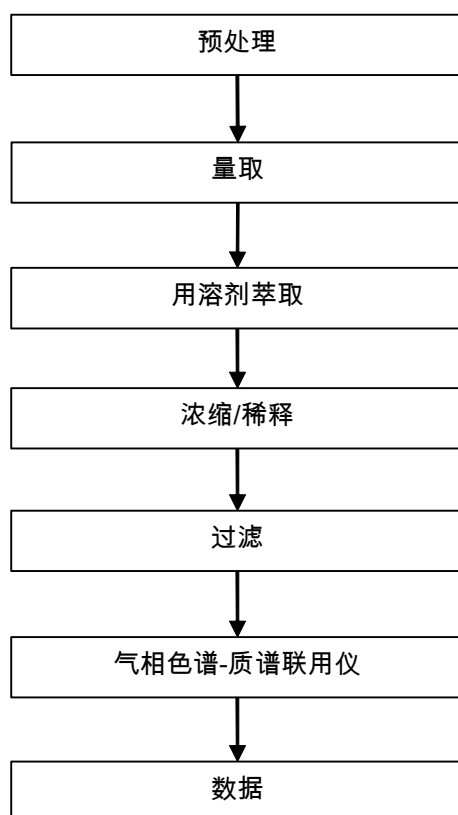 预处理
量取
用溶剂萃取
浓缩/稀释
过滤
气相色谱-质谱联用仪
数据